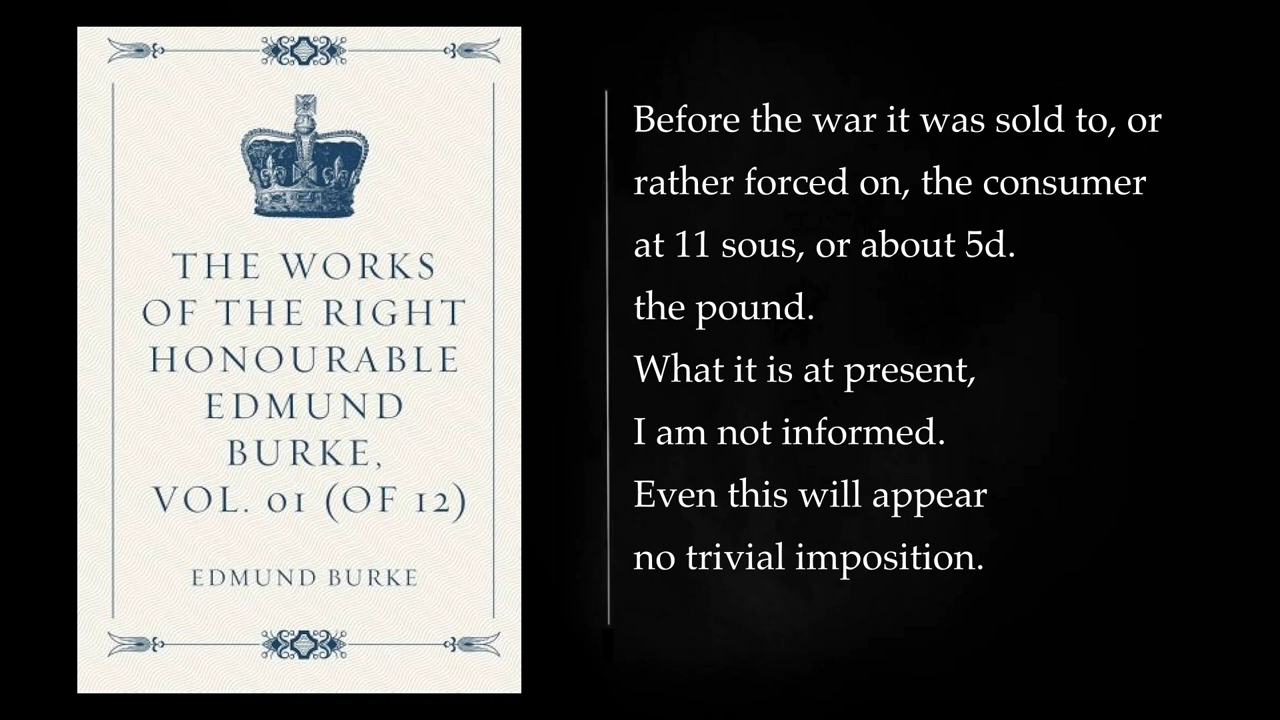 THE WORKS
OF THE RIGHT
HONOURABLE
EDMUND
BURKE,
VOL. 01 (OF 12)
EDMUND BURKE
Before the war it was sold to, or
rather forced on, the consumer
at 11 sous, or about 5d.
the pound.
What it is at present,
I am not informed.
Even this will appear
no trivial imposition.